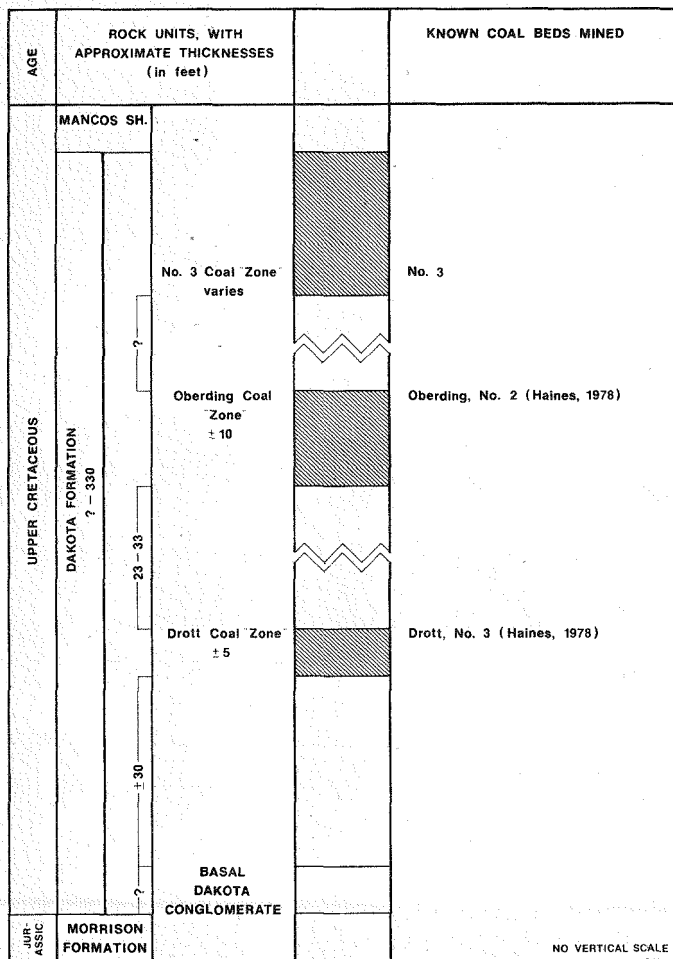 AGE
ROCK UNITS, WITH
APPROXIMATE THICKNESSES
(in feet)
KNOWN COAL BEDS MINED
UPPER CRETACEOUS
MANCOS SH.
DAKOTA FORMATION
? – 330
No. 3 Coal "Zone"
varies
No. 3
?
Oberding Coal
"Zone"
± 10
Oberding, No. 2 (Haines, 1978)
23 – 33
Drott Coal "Zone"
± 5
Drott, No. 3 (Haines, 1978)
±30
?
BASAL
DAKOTA
CONGLOMERATE
JUR-
ASSIC
MORRISON
FORMATION
NO VERTICAL SCALE